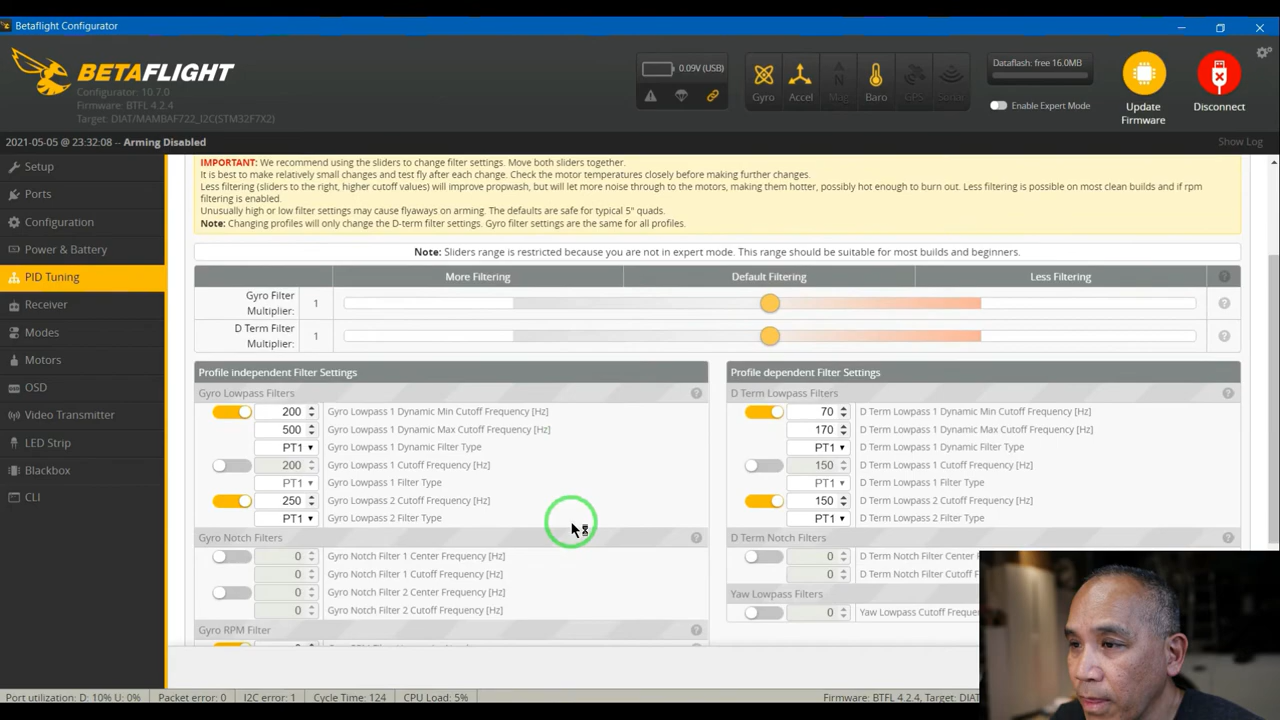 Betaflight Configurator
BETAFLIGHT
Configurator: 10.7.0
Firmware: BTFL 4.2.4
Target: DIAT/MAMBAF722_I2C(STM32F7X2)
0.09V (USB)
Gyro
Accel
Mag
Baro
GPS
Sonar
Dataflash: free 16.0MB
Enable Expert Mode
Update
Firmware
Disconnect
2021-05-05 @ 23:32:08 -- Arming Disabled
Show Log
Setup
Ports
Configuration
Power & Battery
PID Tuning
Receiver
Modes
Motors
OSD
Video Transmitter
LED Strip
Blackbox
CLI
IMPORTANT: We recommend using the sliders to change filter settings. Move both sliders together.
It is best to make relatively small changes and test fly after each change. Check the motor temperatures closely before making further changes.
Less filtering (sliders to the right, higher cutoff values) will improve propwash, but will let more noise through to the motors, making them hotter, possibly hot enough to burn out. Less filtering is possible on most clean builds and if rpm
filtering is enabled.
Unusually high or low filter settings may cause flyaways on arming. The defaults are safe for typical 5" quads.
Note: Changing profiles will only change the D-term filter settings. Gyro filter settings are the same for all profiles.
Note: Sliders range is restricted because you are not in expert mode. This range should be suitable for most builds and beginners.
More Filtering Default Filtering Less Filtering ?
Gyro Filter
Multiplier: 1 ?
D Term Filter
Multiplier: 1 ?
Profile independent Filter Settings
Gyro Lowpass Filters ?
200 Gyro Lowpass 1 Dynamic Min Cutoff Frequency [Hz]
500 Gyro Lowpass 1 Dynamic Max Cutoff Frequency [Hz]
PT1 Gyro Lowpass 1 Dynamic Filter Type
200 Gyro Lowpass 1 Cutoff Frequency [Hz]
PT1 Gyro Lowpass 1 Filter Type
250 Gyro Lowpass 2 Cutoff Frequency [Hz]
PT1 Gyro Lowpass 2 Filter Type
Gyro Notch Filters ?
0 Gyro Notch Filter 1 Center Frequency [Hz]
0 Gyro Notch Filter 1 Cutoff Frequency [Hz]
0 Gyro Notch Filter 2 Center Frequency [Hz]
0 Gyro Notch Filter 2 Cutoff Frequency [Hz]
Gyro RPM Filter ?
Profile dependent Filter Settings
D Term Lowpass Filters ?
70 D Term Lowpass 1 Dynamic Min Cutoff Frequency [Hz]
170 D Term Lowpass 1 Dynamic Max Cutoff Frequency [Hz]
PT1 D Term Lowpass 1 Dynamic Filter Type
150 D Term Lowpass 1 Cutoff Frequency [Hz]
PT1 D Term Lowpass 1 Filter Type
150 D Term Lowpass 2 Cutoff Frequency [Hz]
PT1 D Term Lowpass 2 Filter Type
D Term Notch Filters ?
0 D Term Notch Filter Center
0 D Term Notch Filter Cutoff
Yaw Lowpass Filters
0 Yaw Lowpass Cutoff
Port utilization: D: 10% U: 0% Packet error: 0 I2C error: 1 Cycle Time: 124 CPU Load: 5%
Firmware: BTFL 4.2.4, Target: DIAT